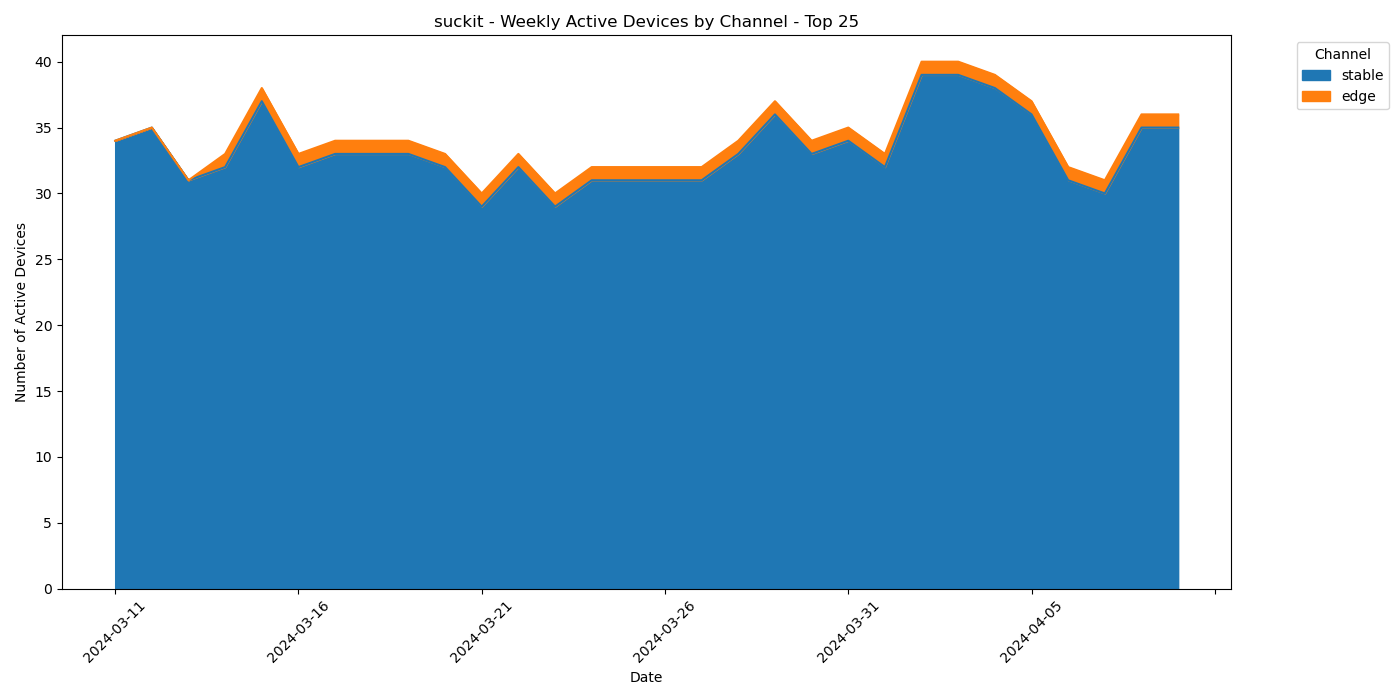 suckit - Weekly Active Devices by Channel - Top 25
Channel
stable
edge
Number of Active Devices
40
35
30
25
20
15
10
5
0
2024-03-11
2024-03-16
2024-03-21
2024-03-26
2024-03-31
2024-04-05
Date